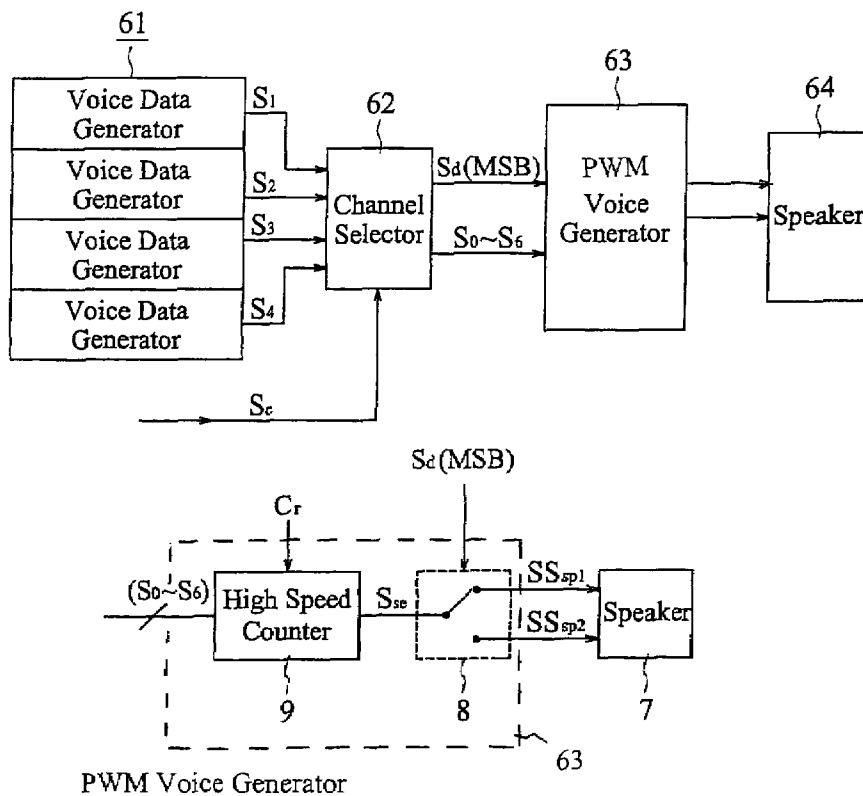 61
Voice Data
Generator
Voice Data
Generator
Voice Data
Generator
Voice Data
Generator
S1
S2
S3
S4
62
Channel
Selector
Sc
Sd(MSB)
S0~S6
63
PWM
Voice
Generator
64
Speaker
Sd(MSB)
Cr
(S0~S6)
High Speed
Counter
9
Sse
8
SSsp1
SSsp2
Speaker
7
63
PWM Voice Generator